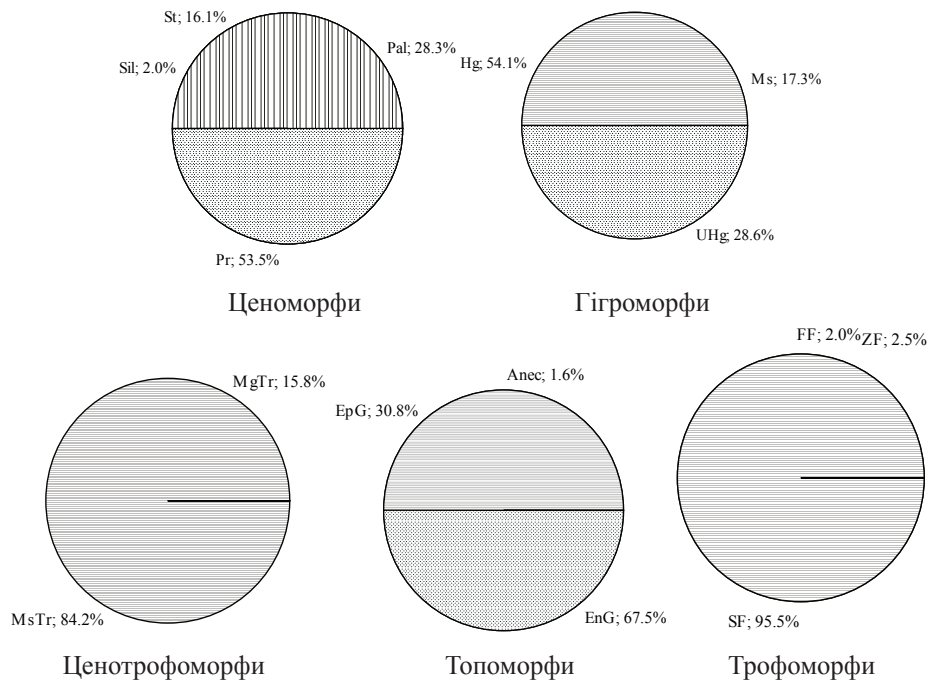 St; 16.1%
Pal; 28.3%
Sil; 2.0%
Pr; 53.5%
Ценоморфи
Hg; 54.1%
Ms; 17.3%
UHg; 28.6%
Гігроморфи
MgTr; 15.8%
MsTr; 84.2%
Ценотрофоморфи
Anec; 1.6%
EpG; 30.8%
EnG; 67.5%
Топоморфи
FF; 2.0%
ZF; 2.5%
SF; 95.5%
Трофоморфи